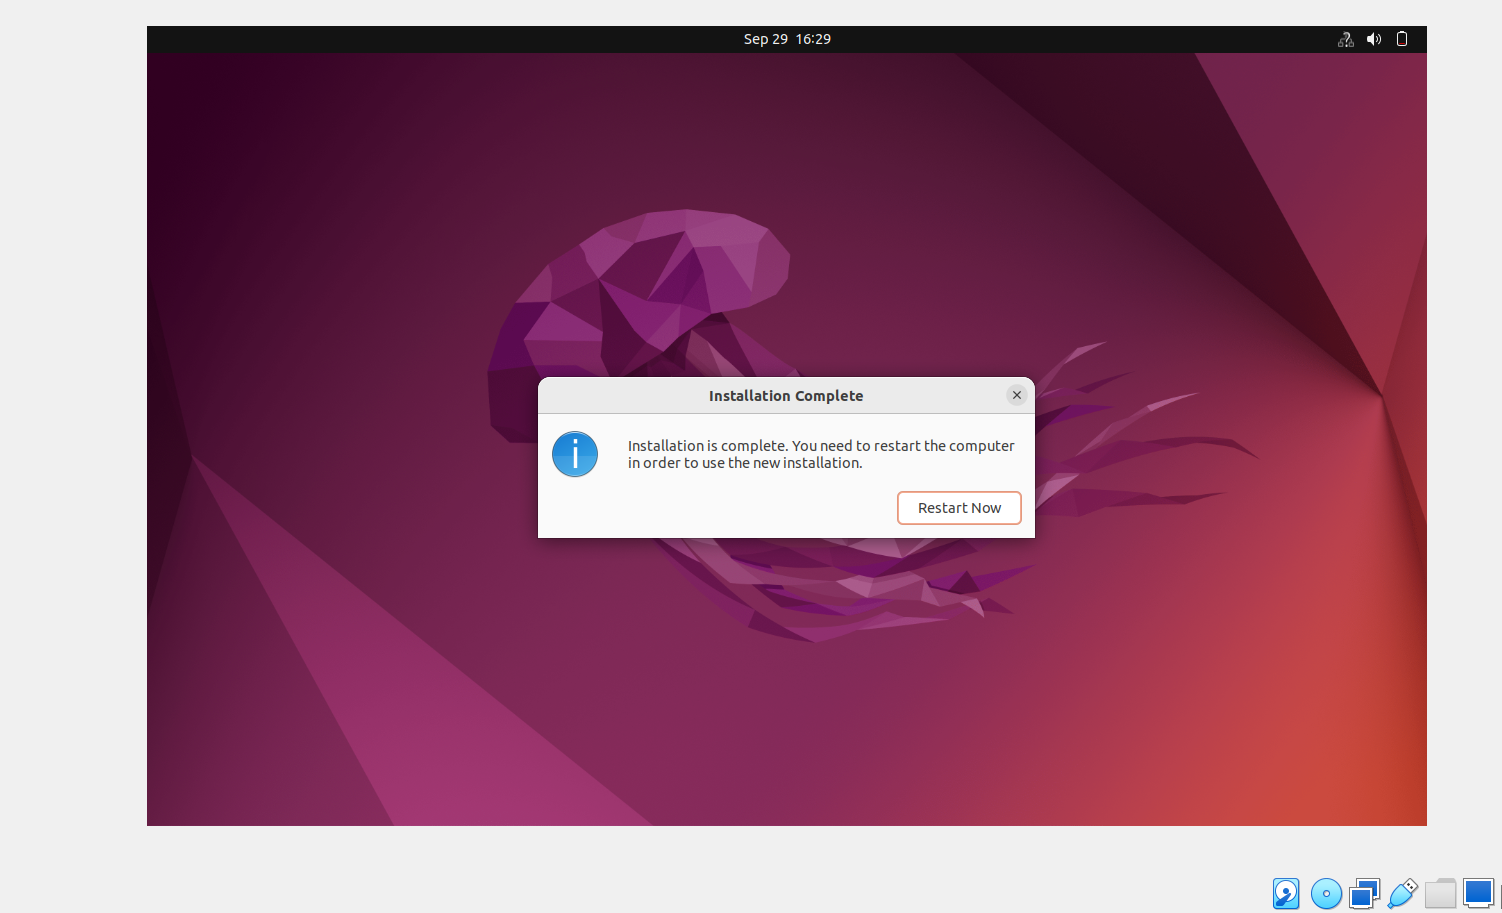 Sep 29 16:29
Installation Complete
Installation is complete. You need to restart the computer
in order to use the new installation.
Restart Now